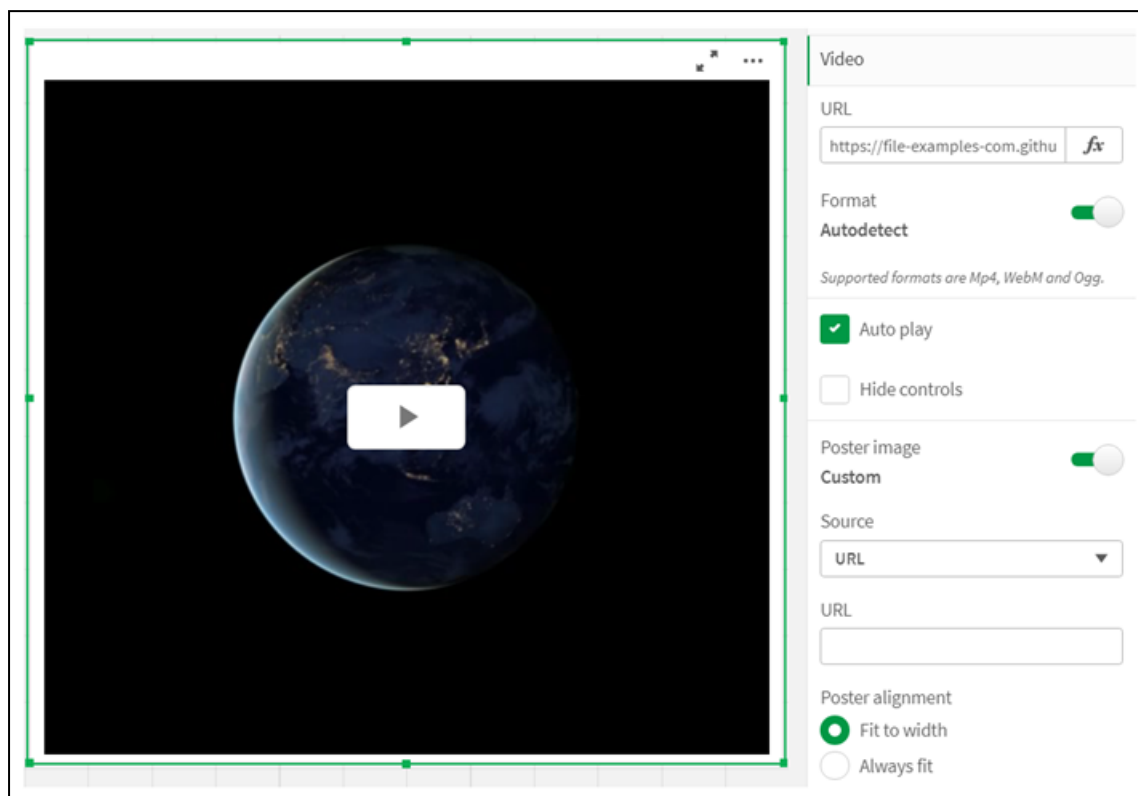 Video
URL
https://file-examples-com.githu
fx
Format
Autodetect
Supported formats are Mp4, WebM and Ogg.
Auto play
Hide controls
Poster image
Custom
Source
URL
URL
Poster alignment
Fit to width
Always fit